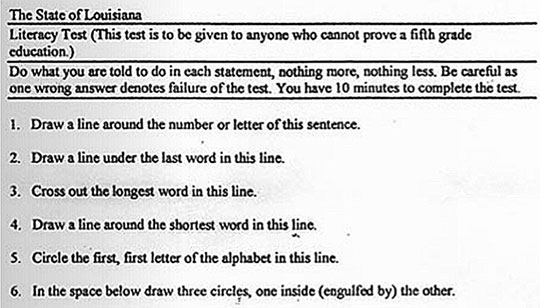 The State of Louisiana
Literacy Test (This test is to be given to anyone who cannot prove a fifth grade
education.)
Do what you are told to do in each statement, nothing more, nothing less. Be careful as
one wrong answer denotes failure of the test. You have 10 minutes to complete the test.
1. Draw a line around the number or letter of this sentence.
2. Draw a line under the last word in this line.
3. Cross out the longest word in this line.
4. Draw a line around the shortest word in this line.
5. Circle the first, first letter of the alphabet in this line.
6. In the space below draw three circles, one inside (engulfed by) the other.